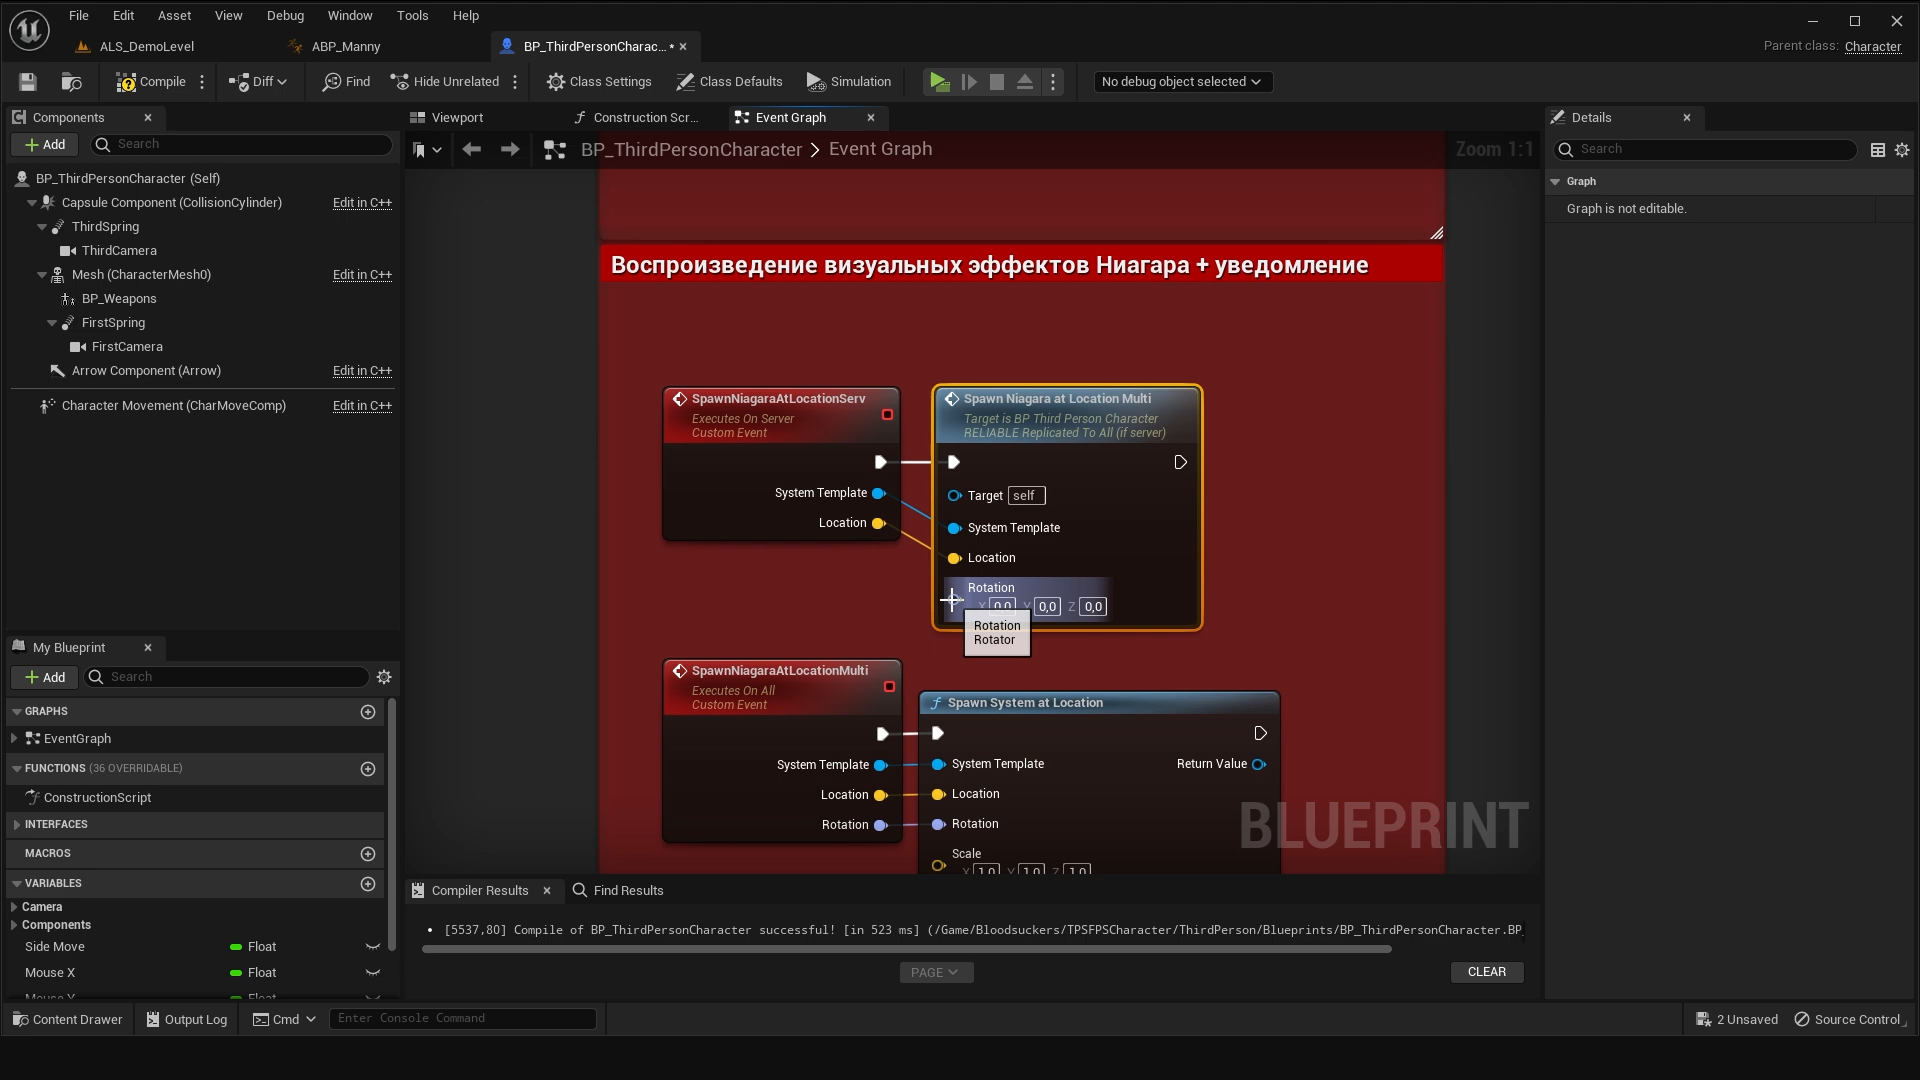 File Edit Asset View Debug Window Tools Help
ALS_DemoLevel ABP_Manny BP_ThirdPersonCharac... * Parent class: Character
Compile Diff Find Hide Unrelated Class Settings Class Defaults Simulation No debug object selected
Components
Add Search
BP_ThirdPersonCharacter (Self)
Capsule Component (CollisionCylinder) Edit in C++
ThirdSpring
ThirdCamera
Mesh (CharacterMesh0) Edit in C++
BP_Weapons
FirstSpring
FirstCamera
Arrow Component (Arrow) Edit in C++
Character Movement (CharMoveComp) Edit in C++
My Blueprint
Add Search
GRAPHS
EventGraph
FUNCTIONS (36 OVERRIDABLE)
ConstructionScript
INTERFACES
MACROS
VARIABLES
Camera
Components
Side Move Float
Mouse X Float
Mouse Y Float
Viewport Construction Scr... Event Graph
BP_ThirdPersonCharacter > Event Graph Zoom 1:1
Воспроизведение визуальных эффектов Ниагара + уведомление
SpawnNiagaraAtLocationServ
Executes On Server
Custom Event
System Template
Location
Spawn Niagara at Location Multi
Target is BP Third Person Character
RELIABLE Replicated To All (if server)
Target self
System Template
Location
Rotation
X 0,0 Y 0,0 Z 0,0
Rotation
Rotator
SpawnNiagaraAtLocationMulti
Executes On All
Custom Event
System Template
Location
Rotation
Spawn System at Location
System Template Return Value
Location
Rotation
Scale
X 1,0 Y 1,0 Z 1,0
BLUEPRINT
Compiler Results Find Results
[5537,80] Compile of BP_ThirdPersonCharacter successful! [in 523 ms] (/Game/Bloodsuckers/TPSFPSCharacter/ThirdPerson/Blueprints/BP_ThirdPersonCharacter.BP_
PAGE CLEAR
Details
Search
Graph
Graph is not editable.
Content Drawer Output Log Cmd Enter Console Command 2 Unsaved Source Control